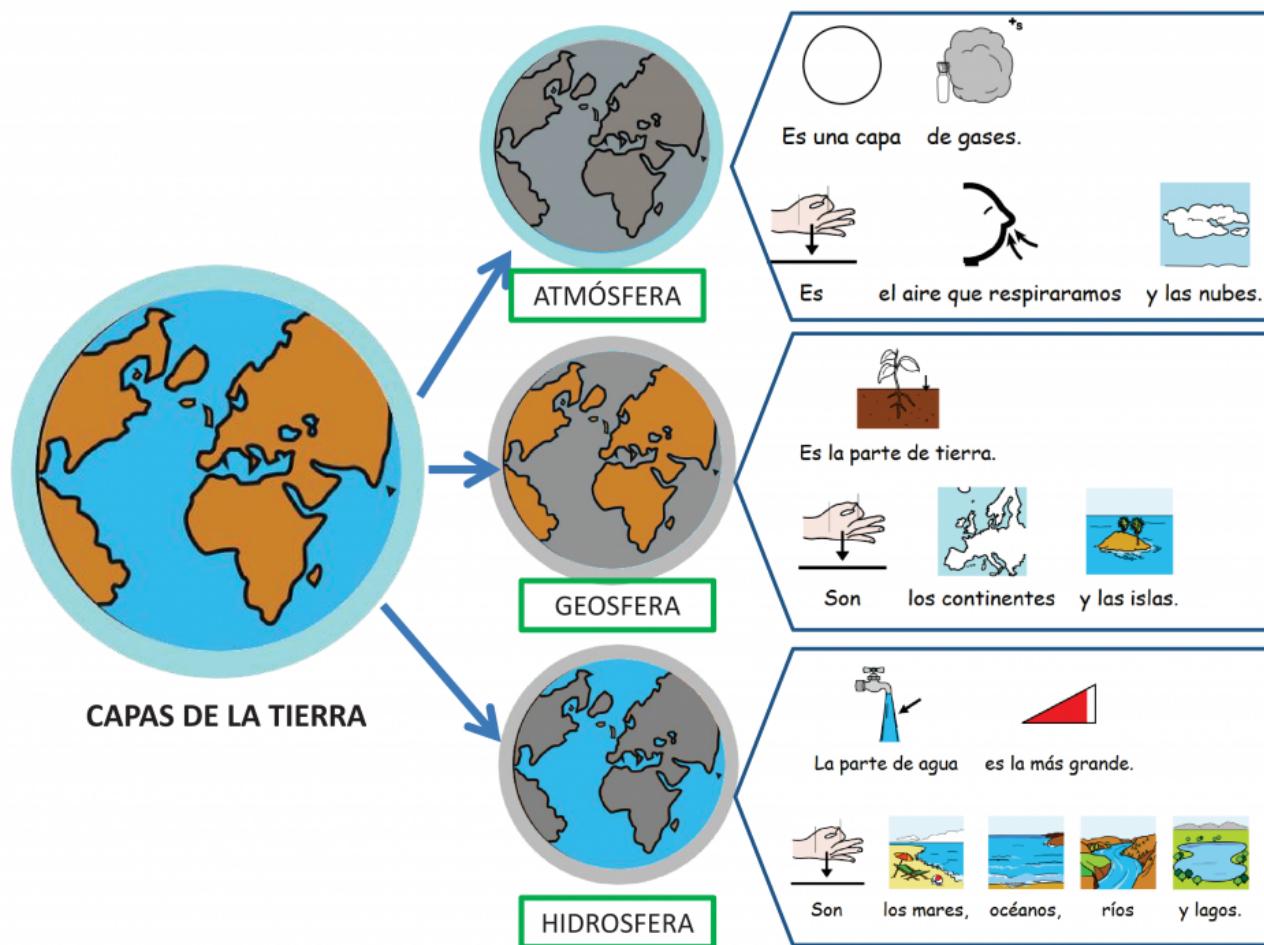 CAPAS DE LA TIERRA
ATMÓSFERA
+s
Es una capa de gases.
Es el aire que respiraramos y las nubes.
GEOSFERA
Es la parte de tierra.
Son los continentes y las islas.
HIDROSFERA
La parte de agua es la más grande.
Son los mares, océanos, ríos y lagos.